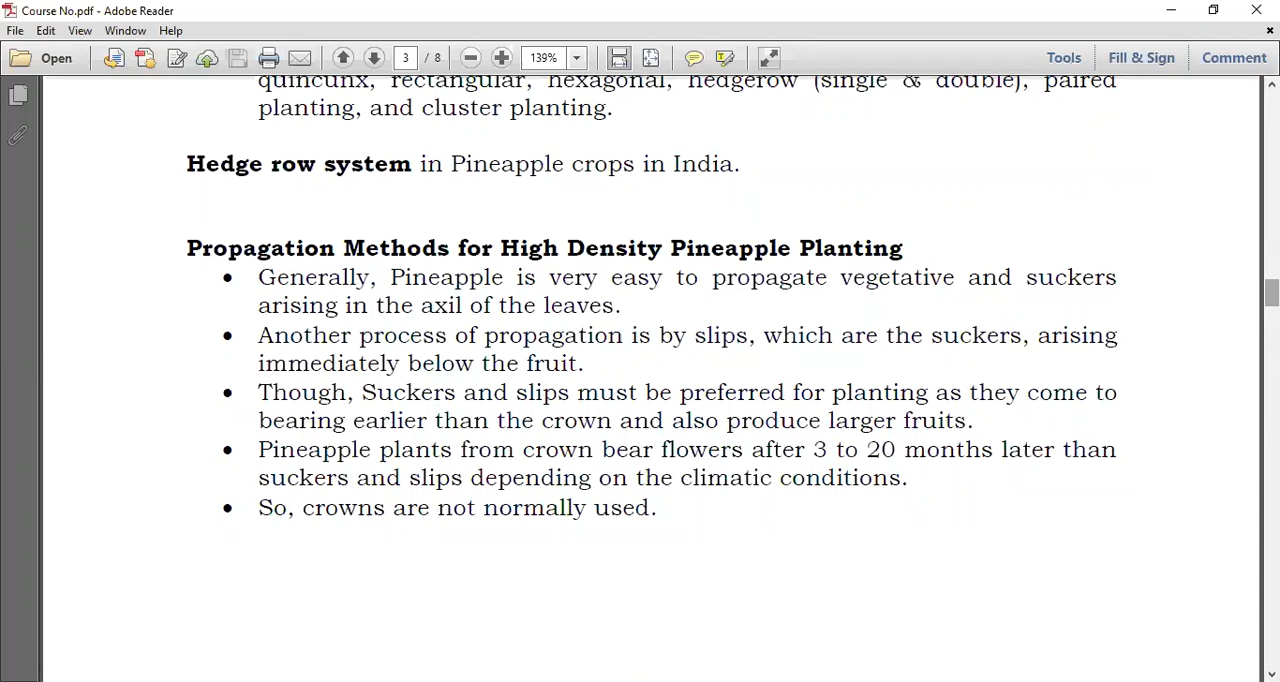 Course No.pdf - Adobe Reader
File Edit View Window Help
Open 3 / 8 139% Tools Fill & Sign Comment
quincunx, rectangular, hexagonal, hedgerow (single & double), paired
planting, and cluster planting.
Hedge row system in Pineapple crops in India.
Propagation Methods for High Density Pineapple Planting
• Generally, Pineapple is very easy to propagate vegetative and suckers
arising in the axil of the leaves.
• Another process of propagation is by slips, which are the suckers, arising
immediately below the fruit.
• Though, Suckers and slips must be preferred for planting as they come to
bearing earlier than the crown and also produce larger fruits.
• Pineapple plants from crown bear flowers after 3 to 20 months later than
suckers and slips depending on the climatic conditions.
• So, crowns are not normally used.